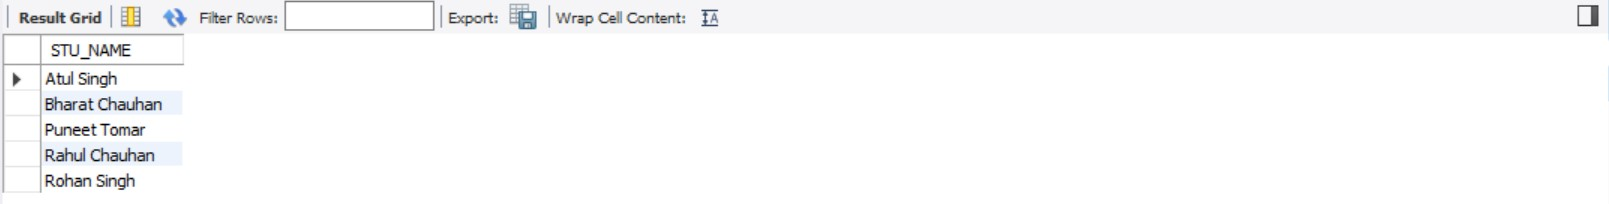 Result Grid Filter Rows: Export: Wrap Cell Content: IA
STU_NAME
Atul Singh
Bharat Chauhan
Puneet Tomar
Rahul Chauhan
Rohan Singh